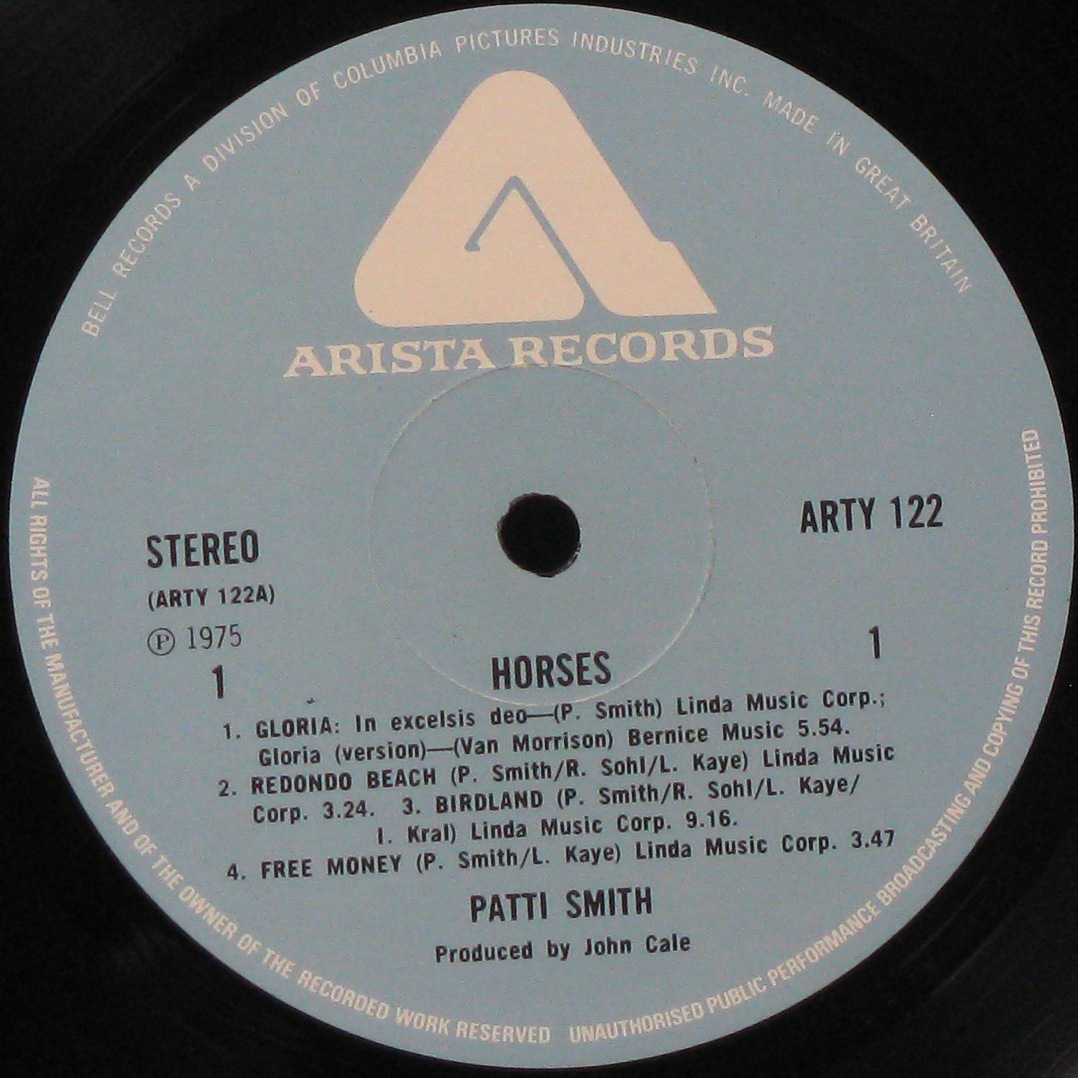 BELL RECORDS A DIVISION OF COLUMBIA PICTURES INDUSTRIES INC. MADE IN GREAT BRITAIN
ARISTA RECORDS
STEREO
ARTY 122
(ARTY 122A)
℗ 1975
1
HORSES
1
1. GLORIA: In excelsis deo—(P. Smith) Linda Music Corp.;
Gloria (version)—(Van Morrison) Bernice Music 5.54.
2. REDONDO BEACH (P. Smith/R. Sohl/L. Kaye) Linda Music
Corp. 3.24. 3. BIRDLAND (P. Smith/R. Sohl/L. Kaye/
I. Kral) Linda Music Corp. 9.16.
4. FREE MONEY (P. Smith/L. Kaye) Linda Music Corp. 3.47
PATTI SMITH
Produced by John Cale
ALL RIGHTS OF THE MANUFACTURER AND OF THE OWNER OF THE RECORDED WORK RESERVED UNAUTHORISED PUBLIC PERFORMANCE BROADCASTING AND COPYING OF THIS RECORD PROHIBITED